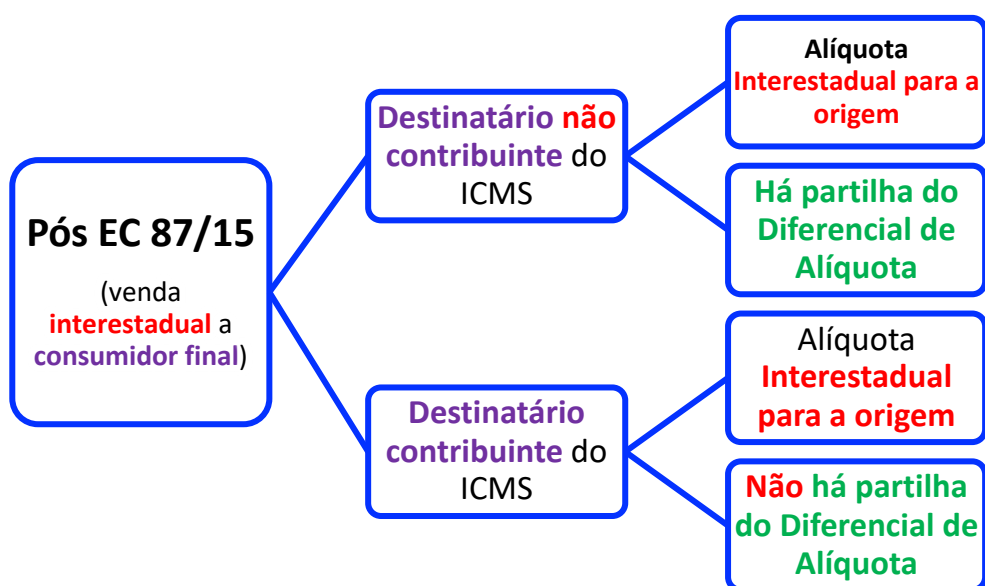 Pós EC 87/15
(venda
interestadual a
consumidor final)
Destinatário não
contribuinte do
ICMS
Alíquota
Interestadual para a
origem
Há partilha do
Diferencial de
Alíquota
Destinatário
contribuinte do
ICMS
Alíquota
Interestadual
para a origem
Não há partilha
do Diferencial de
Alíquota